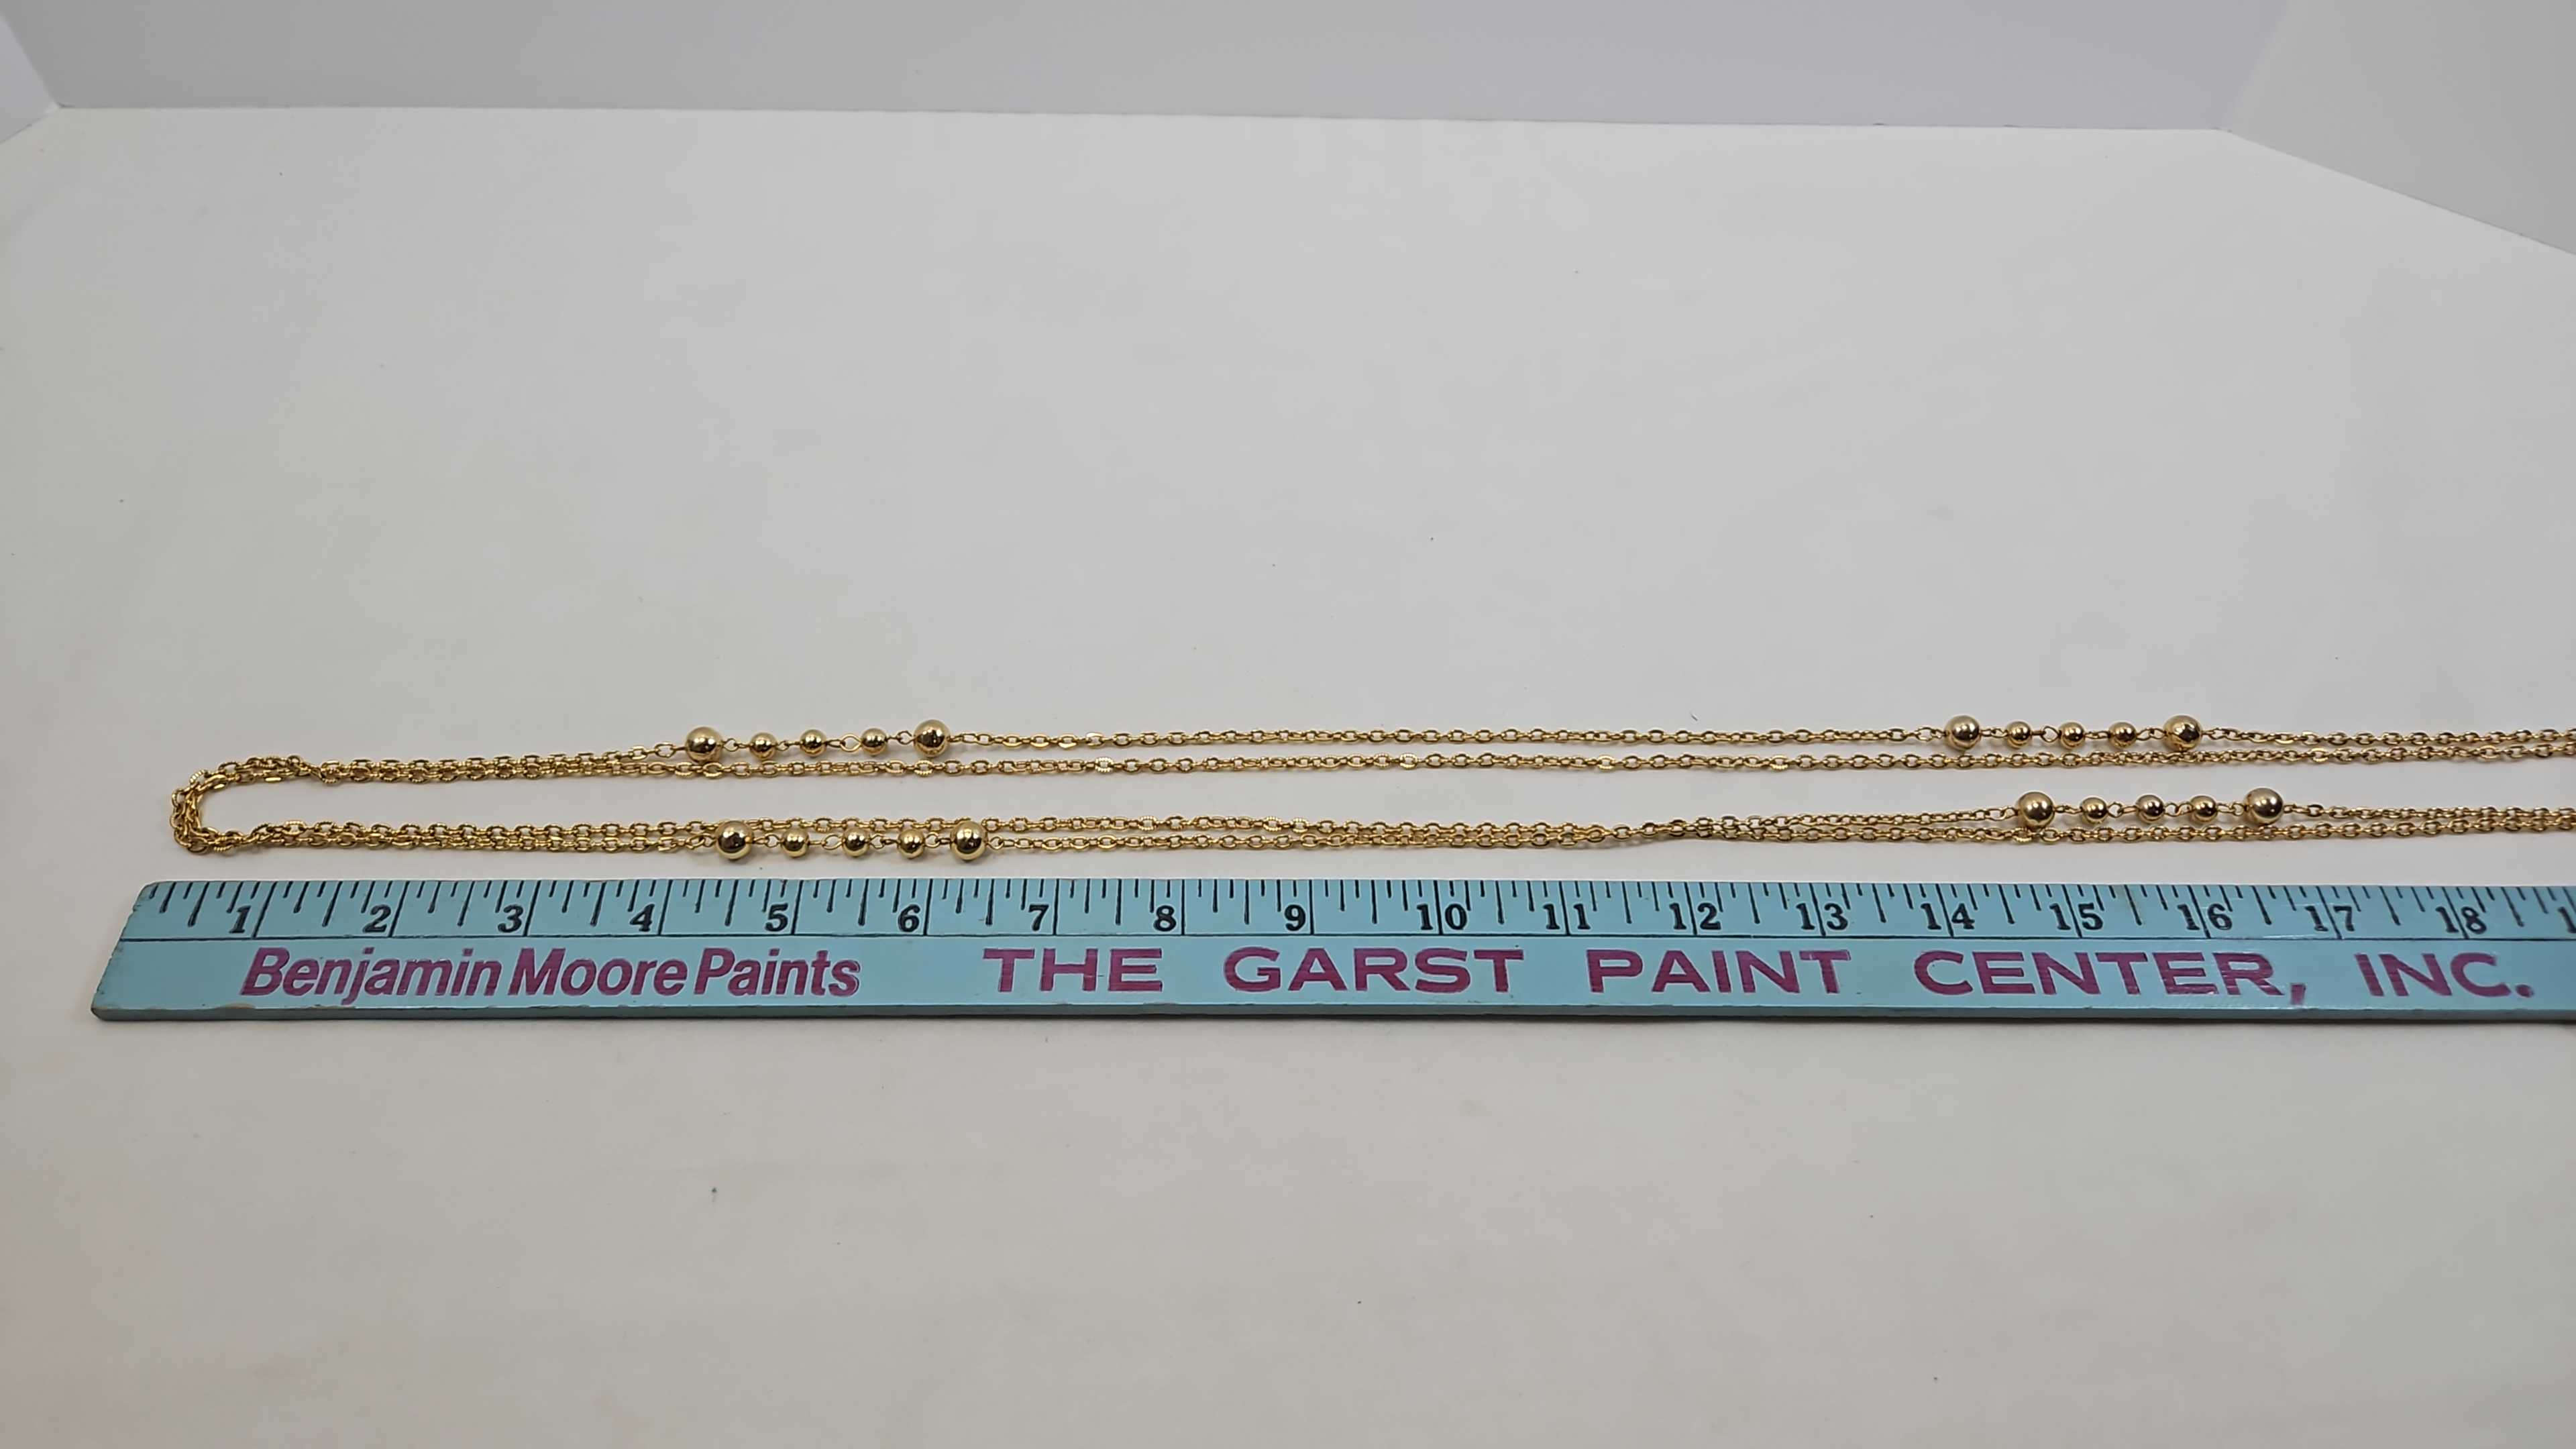 1 2 3 4 5 6 7 8 9 10 11 12 13 14 15 16 17 18
Benjamin Moore Paints THE GARST PAINT CENTER, INC.